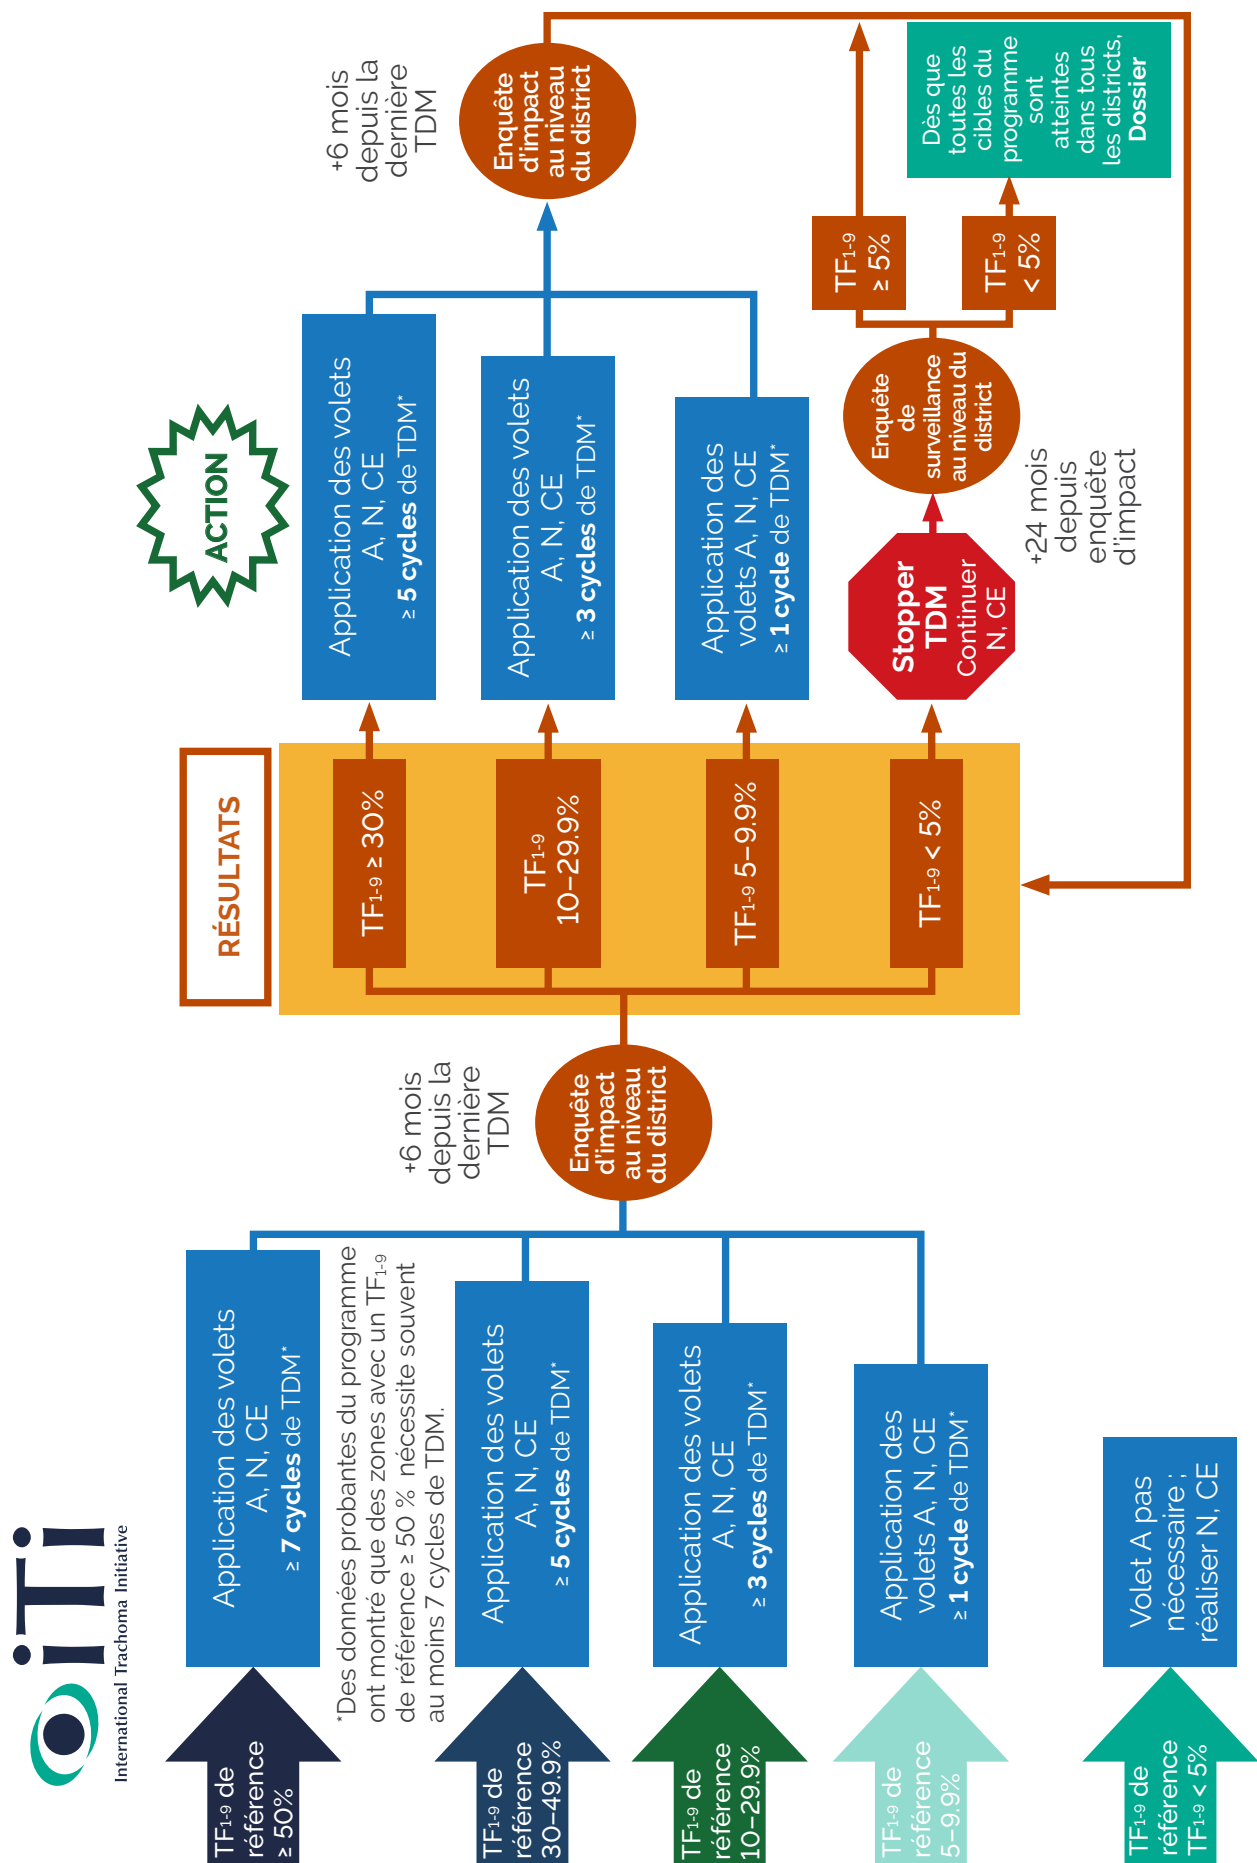 iTi
International Trachoma Initiative
TF1-9 de
référence
≥ 50%
Application des volets
A, N, CE
≥ 7 cycles de TDM*
*Des données probantes du programme
ont montré que des zones avec un TF1-9
de référence ≥ 50 % nécessite souvent
au moins 7 cycles de TDM.
TF1-9 de
référence
30–49.9%
Application des volets
A, N, CE
≥ 5 cycles de TDM*
TF1-9 de
référence
10–29.9%
Application des volets
A, N, CE
≥ 3 cycles de TDM*
TF1-9 de
référence
5–9.9%
Application des
volets A, N, CE
≥ 1 cycle de TDM*
TF1-9 de
référence
TF1-9 < 5%
Volet A pas
nécessaire ;
réaliser N, CE
+6 mois
depuis la
dernière
TDM
Enquête
d'impact
au niveau
du district
RÉSULTATS
TF1-9 ≥ 30%
TF1-9
10–29.9%
TF1-9 5–9.9%
TF1-9 < 5%
ACTION
Application des volets
A, N, CE
≥ 5 cycles de TDM*
Application des volets
A, N, CE
≥ 3 cycles de TDM*
Application des
volets A, N, CE
≥ 1 cycle de TDM*
Stopper
TDM
Continuer
N, CE
+6 mois
depuis la
dernière
TDM
Enquête
d'impact
au niveau
du district
Enquête
de
surveillance
au niveau du
district
+24 mois
depuis
enquête
d'impact
TF1-9
≥ 5%
TF1-9
< 5%
Dès que
toutes les
cibles du
programme
sont
atteintes
dans tous
les districts,
Dossier